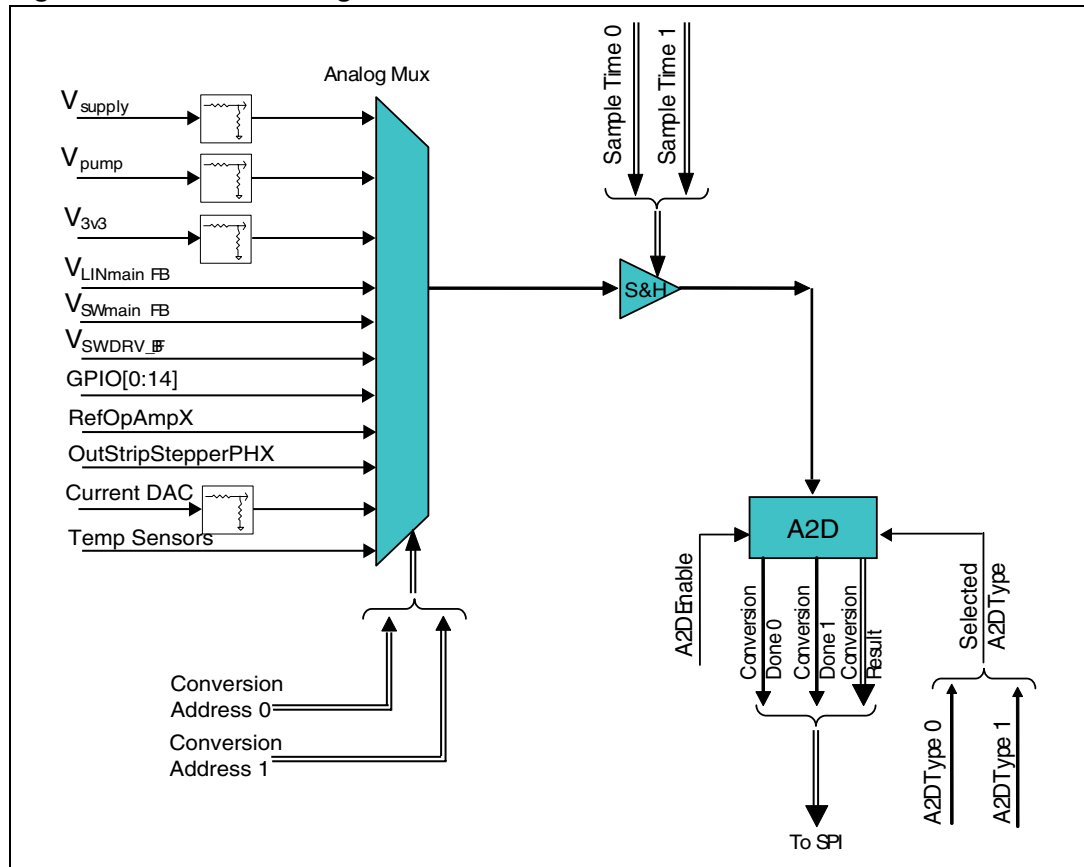 Analog Mux
Sample Time 0
Sample Time 1
Vsupply
Vpump
V3v3
VLINmain FB
VSWmain FB
VSWDRV_
GPIO[0:14]
RefOpAmpX
OutStripStepperPHX
Current DAC
Temp Sensors
S&H
A2D
A2DEnable
Conversion
Done 0
Conversion
Done 1
Conversion
Result
Selected
A2DType
A2DType 0
A2DType 1
Conversion
Address 0
Conversion
Address 1
To SPI